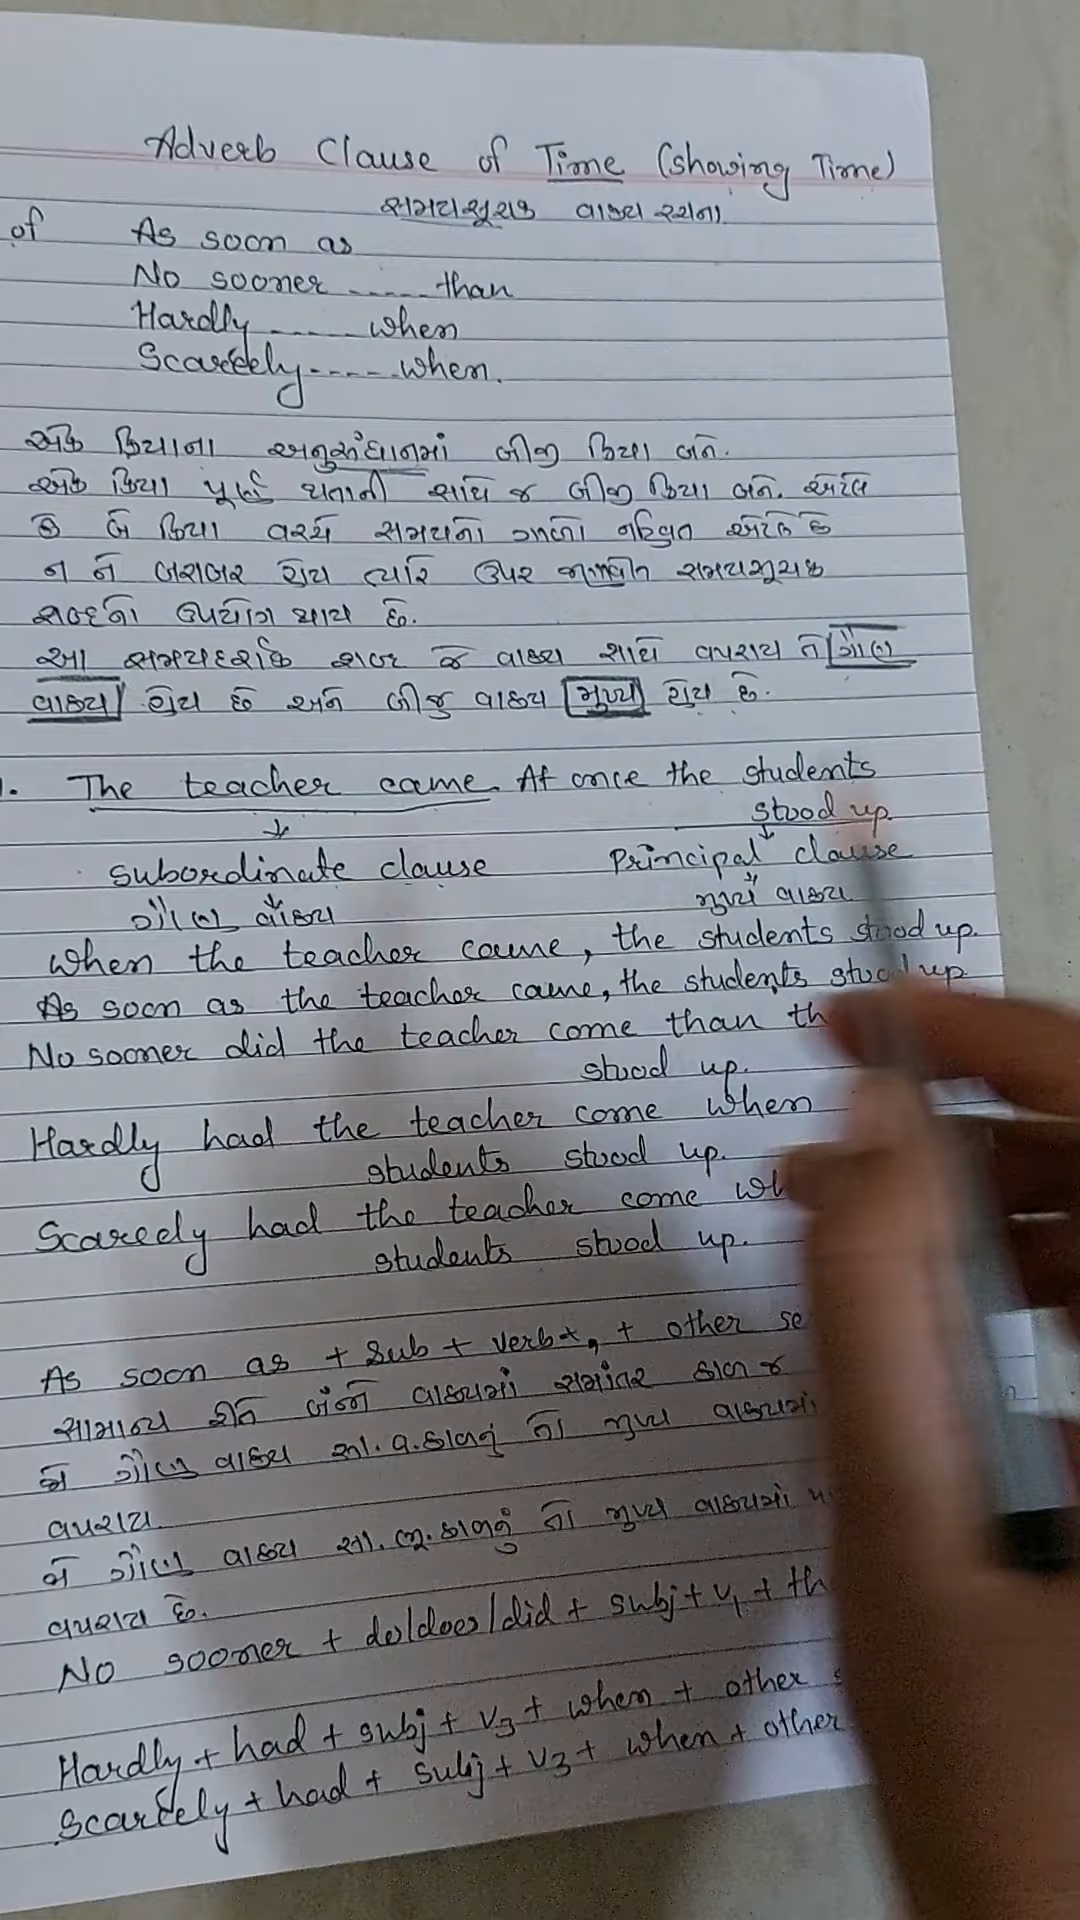 Adverb Clause of Time (showing Time)
સમયસૂચક વાક્ય રચના
of As soon as
No sooner ----- than
Hardly ---- when
Scarcely ---- when.
એક ક્રિયાના અનુસંધાનમાં બીજી ક્રિયા બને.
એક ક્રિયા પૂર્ણ થતાની સાથે જ બીજી ક્રિયા બને. એટલે
કે બે ક્રિયા વચ્ચે સમયનો ગાળો નહિવત એટલે કે
ન ને બરાબર હોય ત્યારે ઉપર જણાવેલ સમયસૂચક
શબ્દનો ઉપયોગ થાય છે.
આ સમયદર્શક શબ્દ જે વાક્ય સાથે વપરાય તે ગૌણ
વાક્ય હોય છે અને બીજુ વાક્ય મુખ્ય હોય છે.
1. The teacher came. At once the students
stood up.
Subordinate clause Principal clause
ગૌણ વાક્ય મુખ્ય વાક્ય
When the teacher came, the students stood up.
As soon as the teacher came, the students stood up
No sooner did the teacher come than
stood up.
Hardly had the teacher come when
students stood up.
Scarcely had the teacher come
students stood up.
As soon as + sub + verb + other
સામાન્ય રીતે બંને વાક્યમાં સમાંતર કાળ જ
જો ગૌણ વાક્ય સા.વ.કાળનું તો મુખ્ય વાક્યમાં
વપરાય
જો ગૌણ વાક્ય સા.ભૂ.કાળનું તો મુખ્ય વાક્યમાં
વપરાય છે.
No sooner + do/does/did + subj + v1 +
Hardly + had + subj + v3 + when + other
Scarcely + had + subj + v3 + when + other